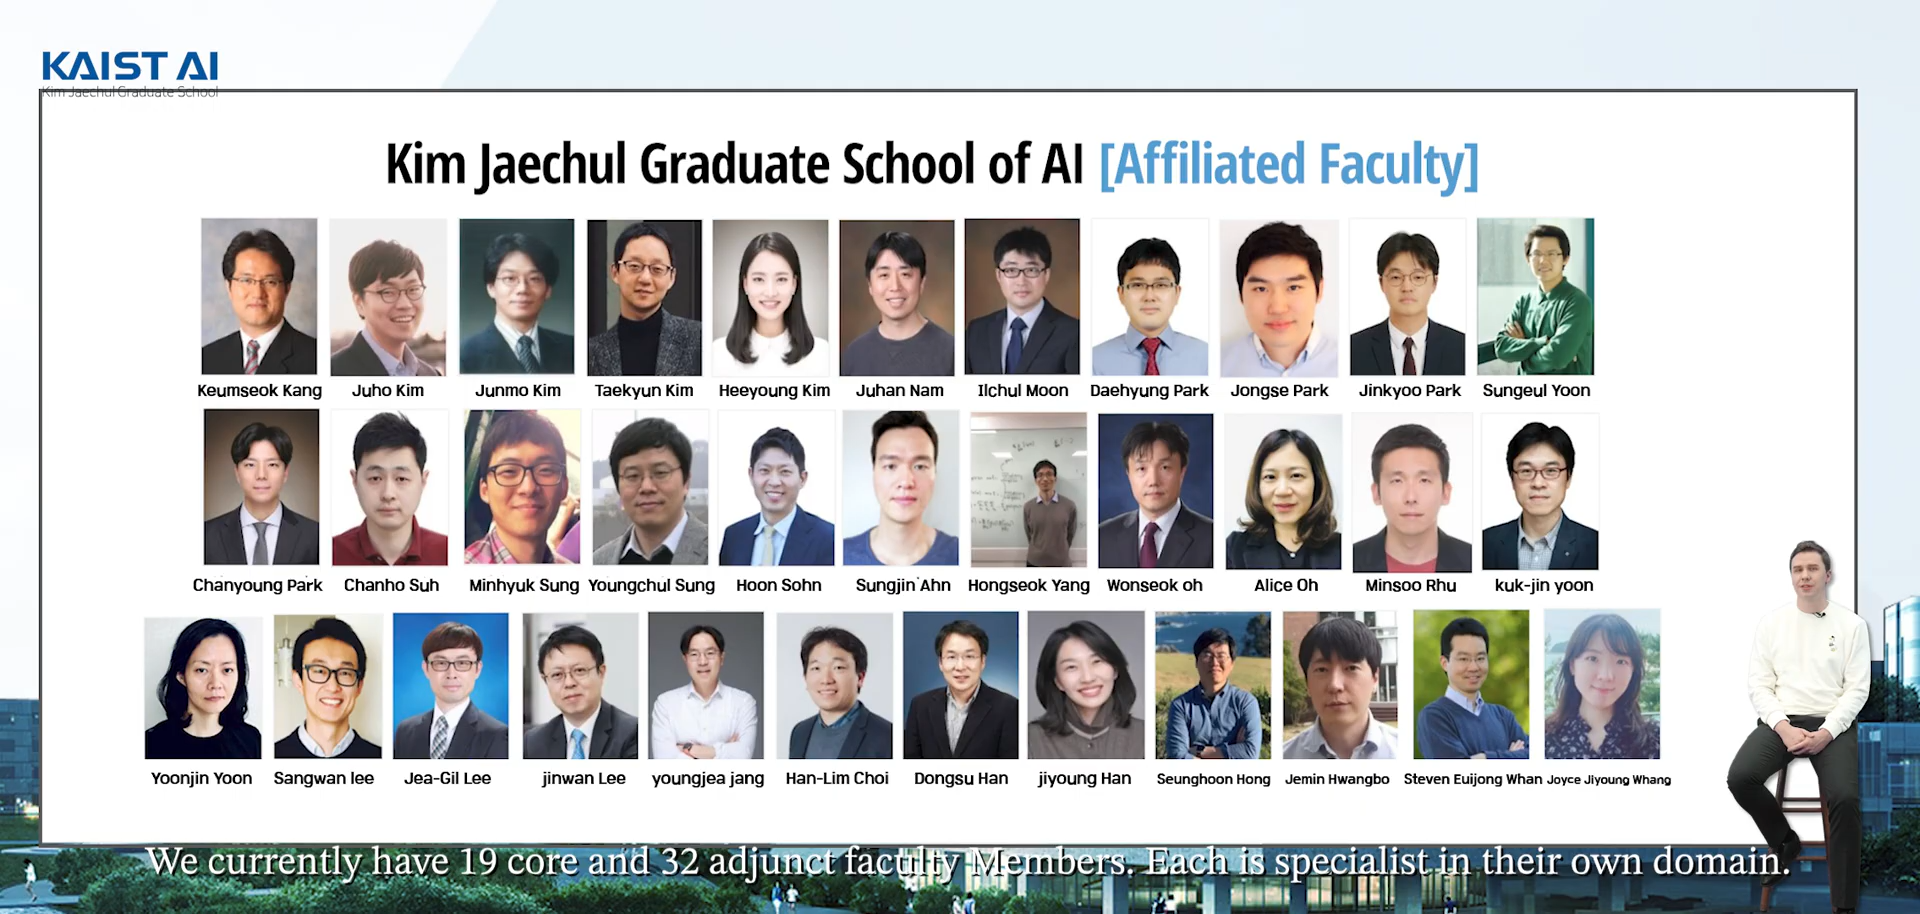 KAIST AI
Kim Jaechul Graduate School
Kim Jaechul Graduate School of AI [Affiliated Faculty]
Keumseok Kang Juho Kim Junmo Kim Taekyun Kim Heeyoung Kim Juhan Nam Ilchul Moon Daehyung Park Jongse Park Jinkyoo Park Sungeui Yoon
Chanyoung Park Chanho Suh Minhyuk Sung Youngchul Sung Hoon Sohn Sungjin Ahn Hongseok Yang Wonseok oh Alice Oh Minsoo Rhu kuk-jin yoon
Yoonjin Yoon Sangwan lee Jea-Gil Lee jinwan Lee youngjea jang Han-Lim Choi Dongsu Han jiyoung Han Seunghoon Hong Jemin Hwangbo Steven Euijong Whan Joyce Jiyoung Whang
We currently have 19 core and 32 adjunct faculty Members. Each is specialist in their own domain.